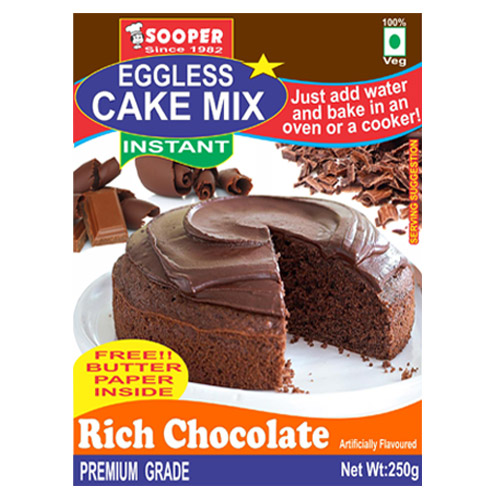 SOOPER
Since 1982
100%
Veg
EGGLESS
CAKE MIX
INSTANT
Just add water
and bake in an
oven or a cooker!
SERVING SUGGESTION
FREE!!
BUTTER
PAPER
INSIDE
Rich Chocolate
Artificially Flavoured
PREMIUM GRADE
Net Wt:250g